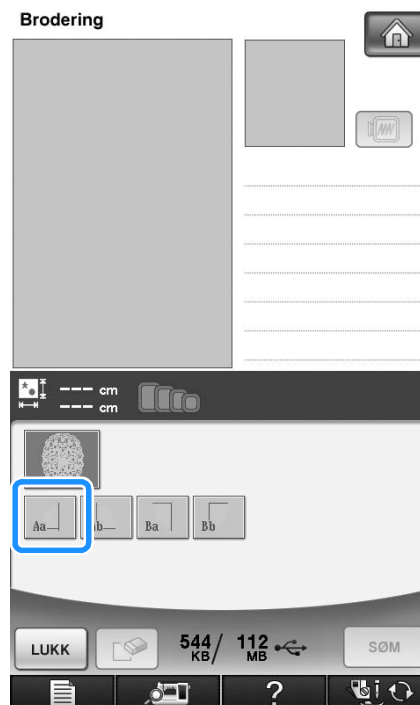 Brodering
--- cm
--- cm
Aa
Ab
Ba
Bb
LUKK
544 KB / 112 MB
SØM
?